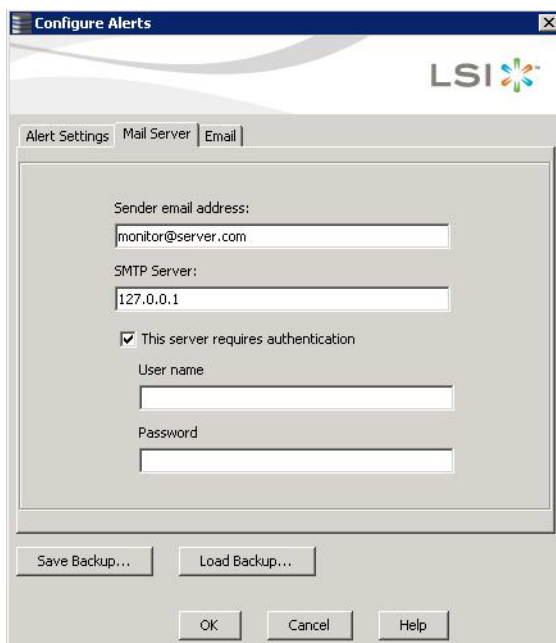 Configure Alerts
LSI
Alert Settings Mail Server Email
Sender email address:
monitor@server.com
SMTP Server:
127.0.0.1
This server requires authentication
User name
Password
Save Backup... Load Backup...
OK Cancel Help